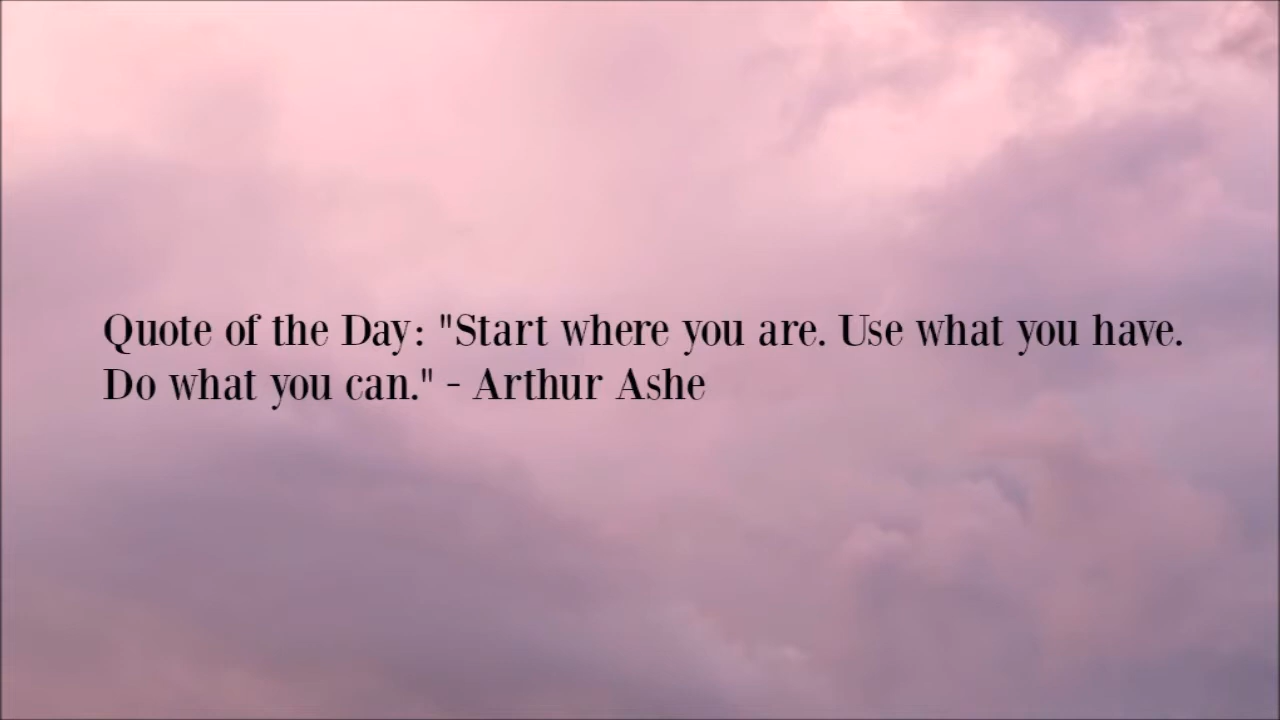 Quote of the Day: "Start where you are. Use what you have.
Do what you can." - Arthur Ashe